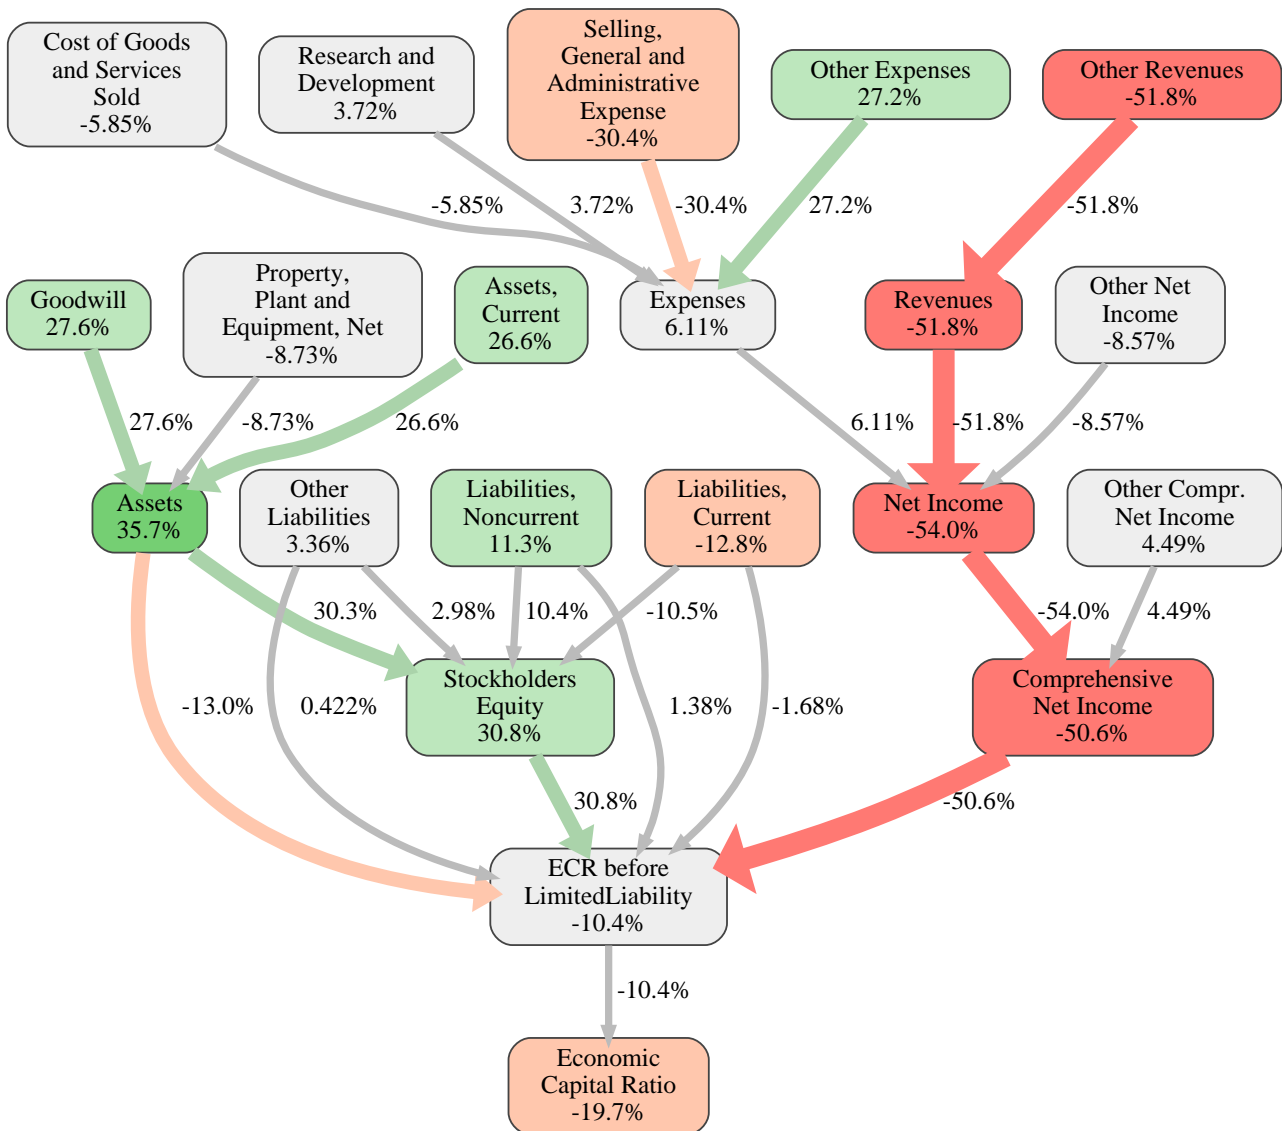 Cost of Goods
and Services
Sold
-5.85%
Research and
Development
3.72%
Selling,
General and
Administrative
Expense
-30.4%
Other Expenses
27.2%
Other Revenues
-51.8%
-5.85%
3.72%
-30.4%
27.2%
-51.8%
Goodwill
27.6%
Property,
Plant and
Equipment, Net
-8.73%
Assets,
Current
26.6%
Expenses
6.11%
Revenues
-51.8%
Other Net
Income
-8.57%
27.6%
-8.73%
26.6%
6.11%
-51.8%
-8.57%
Assets
35.7%
Other
Liabilities
3.36%
Liabilities,
Noncurrent
11.3%
Liabilities,
Current
-12.8%
Net Income
-54.0%
Other Compr.
Net Income
4.49%
30.3%
2.98%
10.4%
-10.5%
-54.0%
4.49%
Stockholders
Equity
30.8%
Comprehensive
Net Income
-50.6%
-13.0%
0.422%
1.38%
-1.68%
30.8%
-50.6%
ECR before
LimitedLiability
-10.4%
-10.4%
Economic
Capital Ratio
-19.7%